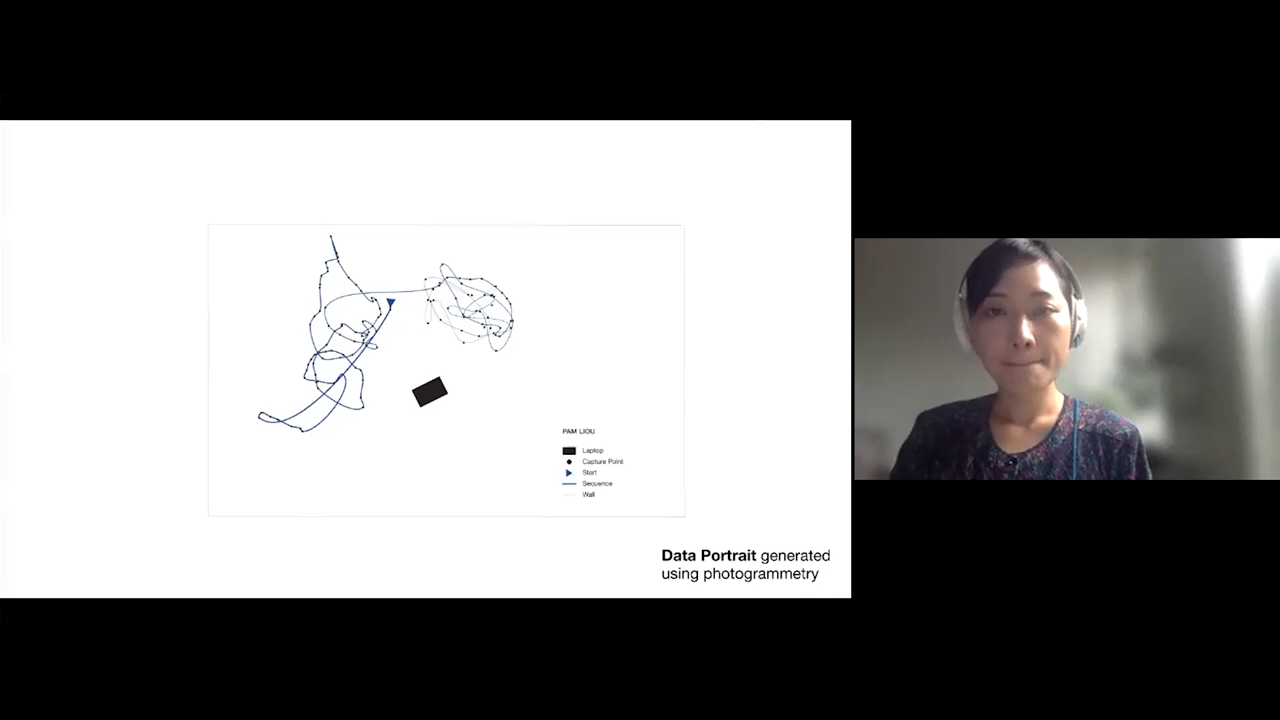 PAM LIOU
Laptop
Capture Point
Start
Sequence
Wall
Data Portrait generated
using photogrammetry